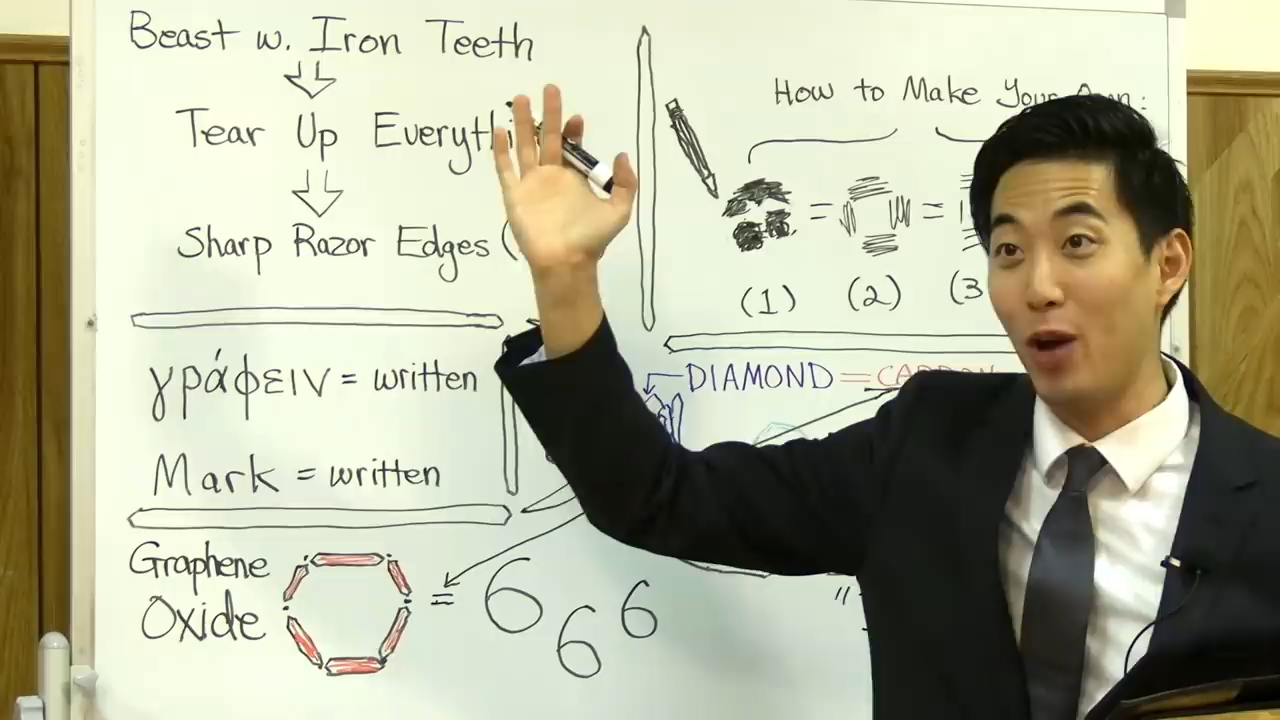 Beast w. Iron Teeth
Tear Up Everythi
Sharp Razor Edges (
γράφειν = written
Mark = written
Graphene
Oxide
= 6 6 6
How to Make Your
= =
(1) (2) (3
DIAMOND =